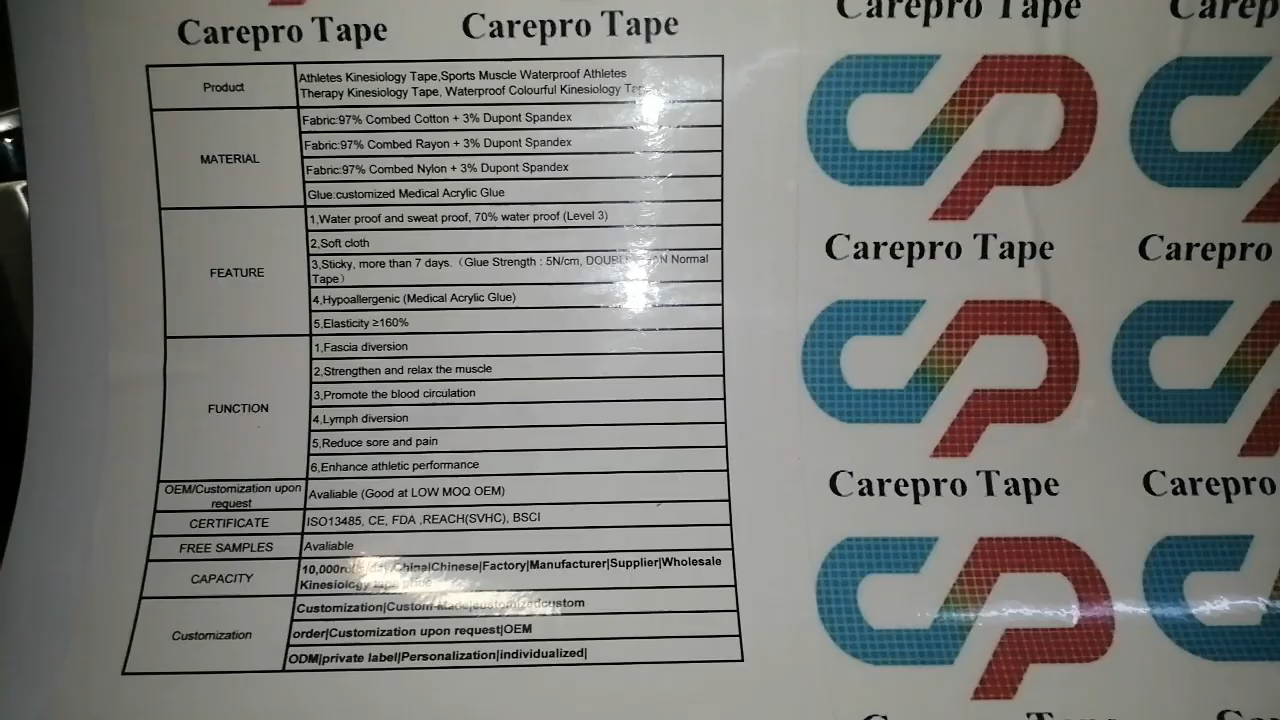 Carepro Tape
Carepro Tape
Carepro Tape
Carep
Product
Athletes Kinesiology Tape,Sports Muscle Waterproof Athletes
Therapy Kinesiology Tape, Waterproof Colourful Kinesiology
MATERIAL
Fabric:97% Combed Cotton + 3% Dupont Spandex
Fabric:97% Combed Rayon + 3% Dupont Spandex
Fabric:97% Combed Nylon + 3% Dupont Spandex
Glue:customized Medical Acrylic Glue
FEATURE
1,Water proof and sweat proof, 70% water proof (Level 3)
2,Soft cloth
3,Sticky, more than 7 days.（Glue Strength : 5N/cm, Normal
Tape）
4,Hypoallergenic (Medical Acrylic Glue)
5,Elasticity ≥160%
FUNCTION
1,Fascia diversion
2,Strengthen and relax the muscle
3,Promote the blood circulation
4,Lymph diversion
5,Reduce sore and pain
6,Enhance athletic performance
OEM/Customization upon
request
Avaliable (Good at LOW MOQ OEM)
CERTIFICATE
ISO13485, CE, FDA ,REACH(SVHC), BSCI
FREE SAMPLES
Avaliable
CAPACITY
China|Chinese|Factory|Manufacturer|Supplier|Wholesale
Kinesiology tape price
Customization
Customization|Custom-Made|customizedcustom
order|Customization upon request|OEM
ODM|private label|Personalization|individualized|
Carepro Tape
Carepro
Carepro Tape
Carepro